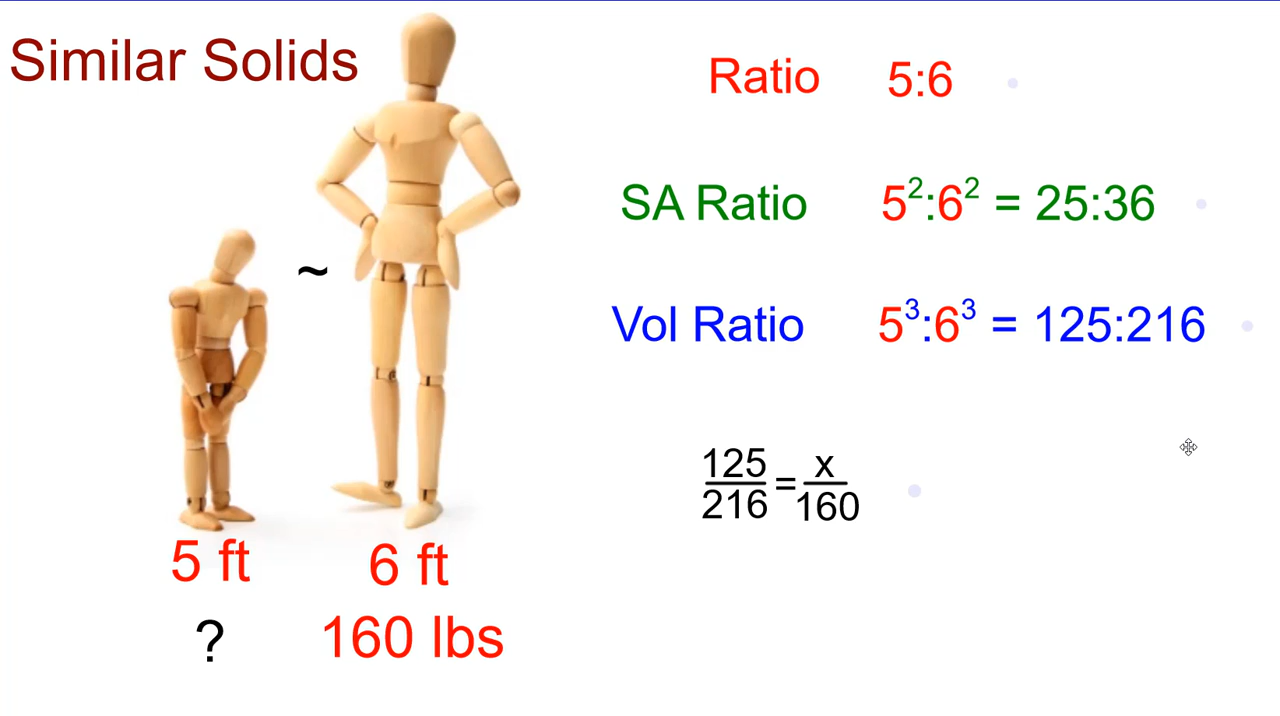 Similar Solids
Ratio 5:6
SA Ratio 5²:6² = 25:36
~
Vol Ratio 5³:6³ = 125:216
125/216 = x/160
5 ft 6 ft
? 160 lbs